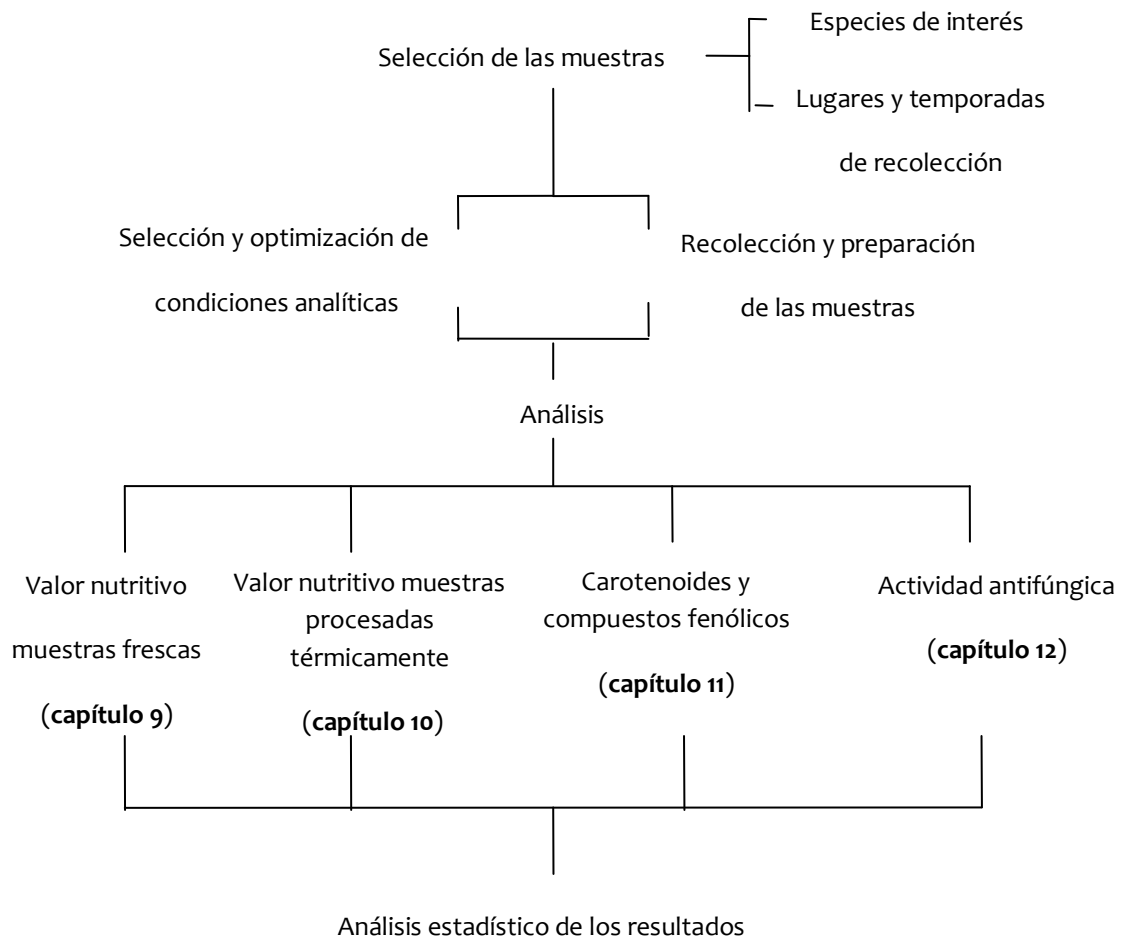 Especies de interés
Selección de las muestras
Lugares y temporadas
de recolección
Selección y optimización de
condiciones analíticas
Recolección y preparación
de las muestras
Análisis
Valor nutritivo
muestras frescas
(capítulo 9)
Valor nutritivo muestras
procesadas
térmicamente
(capítulo 10)
Carotenoides y
compuestos fenólicos
(capítulo 11)
Actividad antifúngica
(capítulo 12)
Análisis estadístico de los resultados